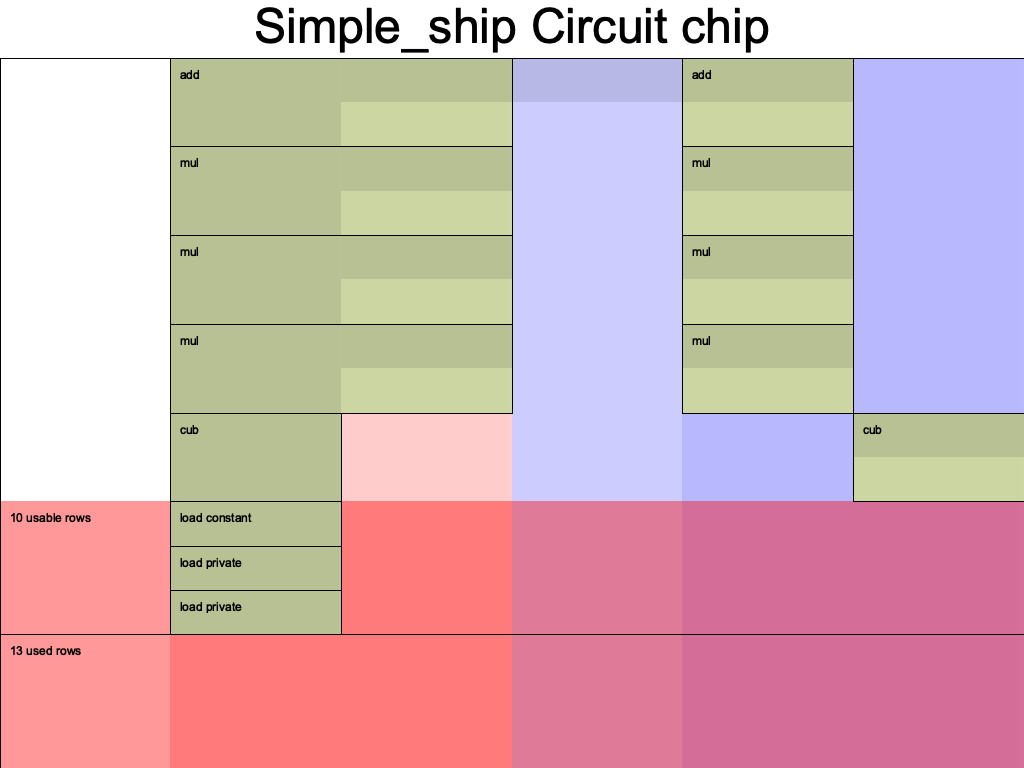 Simple_ship Circuit chip
add
add
mul
mul
mul
mul
mul
mul
cub
cub
10 usable rows
load constant
load private
load private
13 used rows